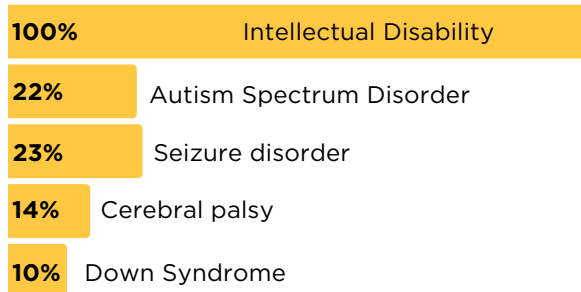 100% Intellectual Disability
22% Autism Spectrum Disorder
23% Seizure disorder
14% Cerebral palsy
10% Down Syndrome